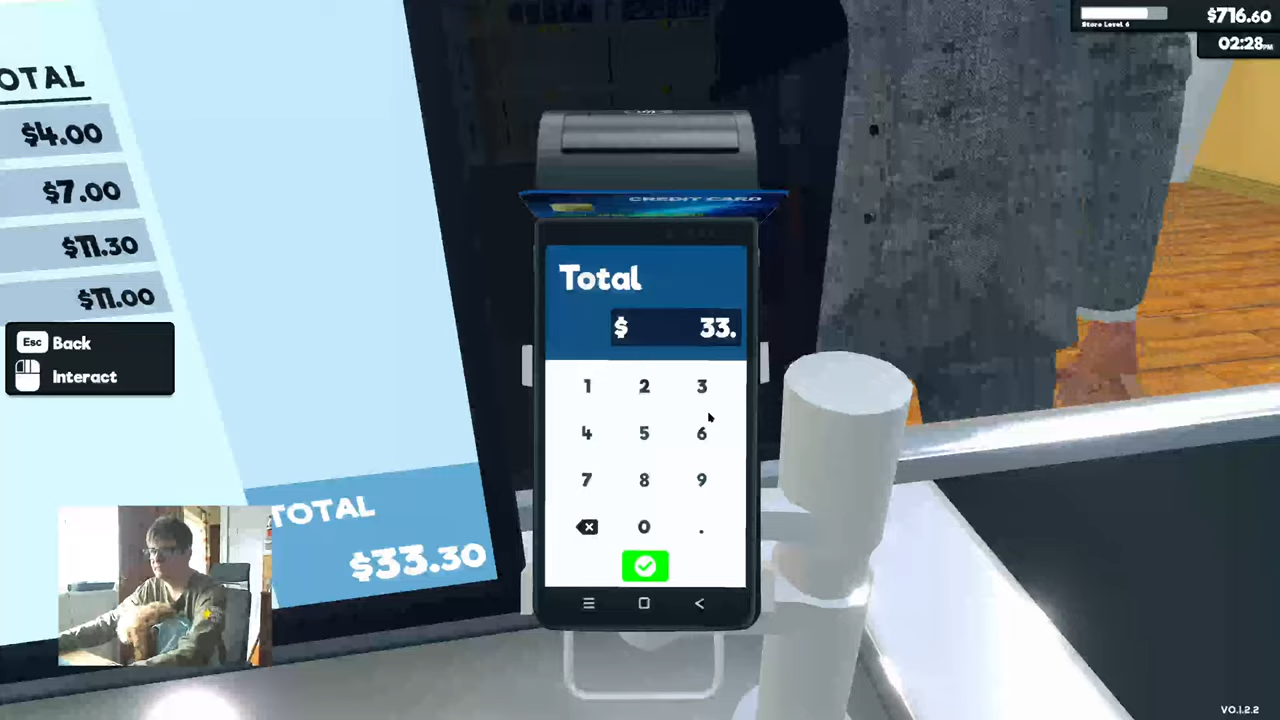 $716.60
Store Level 6
02:28PM
OTAL
$4.00
$7.00
$11.30
$11.00
Esc Back
Interact
TOTAL
$33.30
CREDIT CARD
Total
$ 33.
1 2 3
4 5 6
7 8 9
0 .
V0.1.2.2